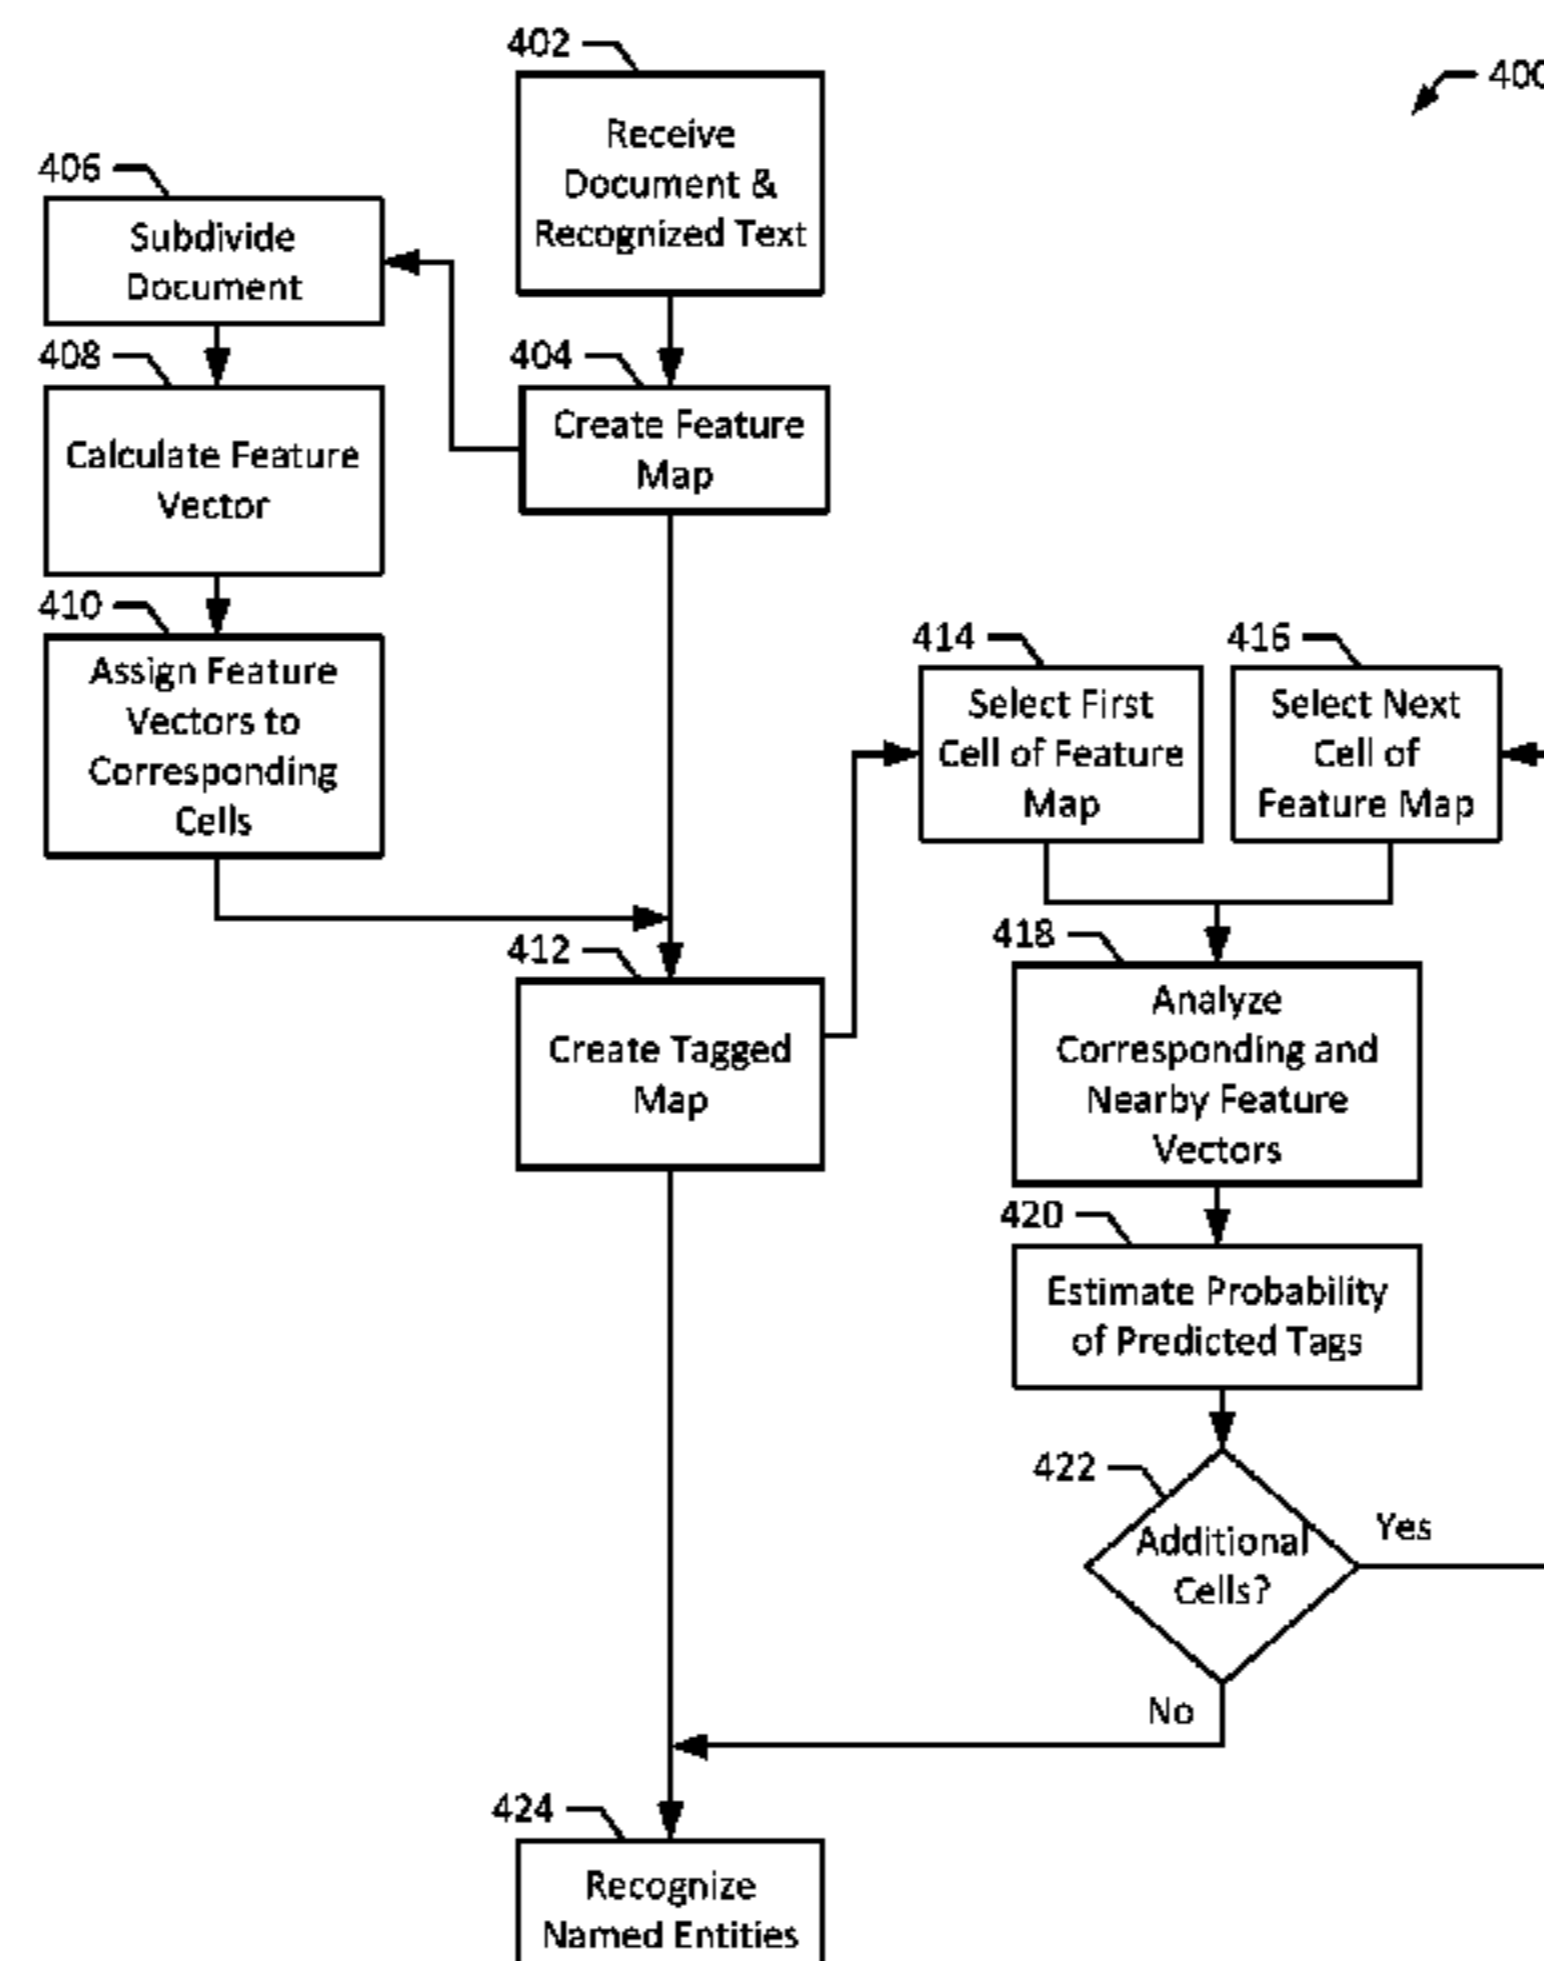 402
400
Receive
Document &
Recognized Text
406
Subdivide
Document
404
Create Feature
Map
408
Calculate Feature
Vector
410
Assign Feature
Vectors to
Corresponding
Cells
412
Create Tagged
Map
414
Select First
Cell of Feature
Map
416
Select Next
Cell of
Feature Map
418
Analyze
Corresponding and
Nearby Feature
Vectors
420
Estimate Probability
of Predicted Tags
422
Additional
Cells?
Yes
No
424
Recognize
Named Entities